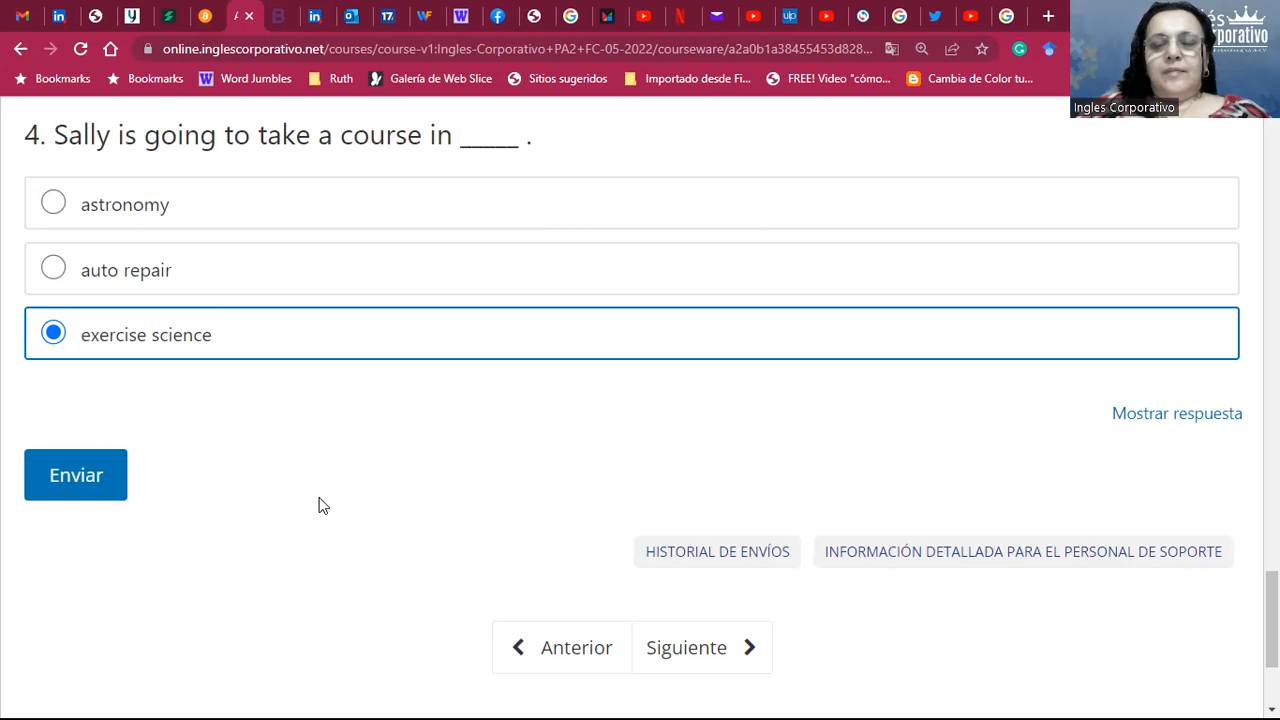 online.inglescorporativo.net/courses/course-v1:Ingles-Corporativo+PA2+FC-05-2022/courseware/a2a0b1a38455453d828...
Bookmarks
Bookmarks
Word Jumbles
Ruth
Galería de Web Slice
Sitios sugeridos
Importado desde Fi...
FREE! Video "cómo...
Cambia de Color tu...
Ingles Corporativo
4. Sally is going to take a course in _____ .
astronomy
auto repair
exercise science
Mostrar respuesta
Enviar
HISTORIAL DE ENVÍOS
INFORMACIÓN DETALLADA PARA EL PERSONAL DE SOPORTE
Anterior
Siguiente